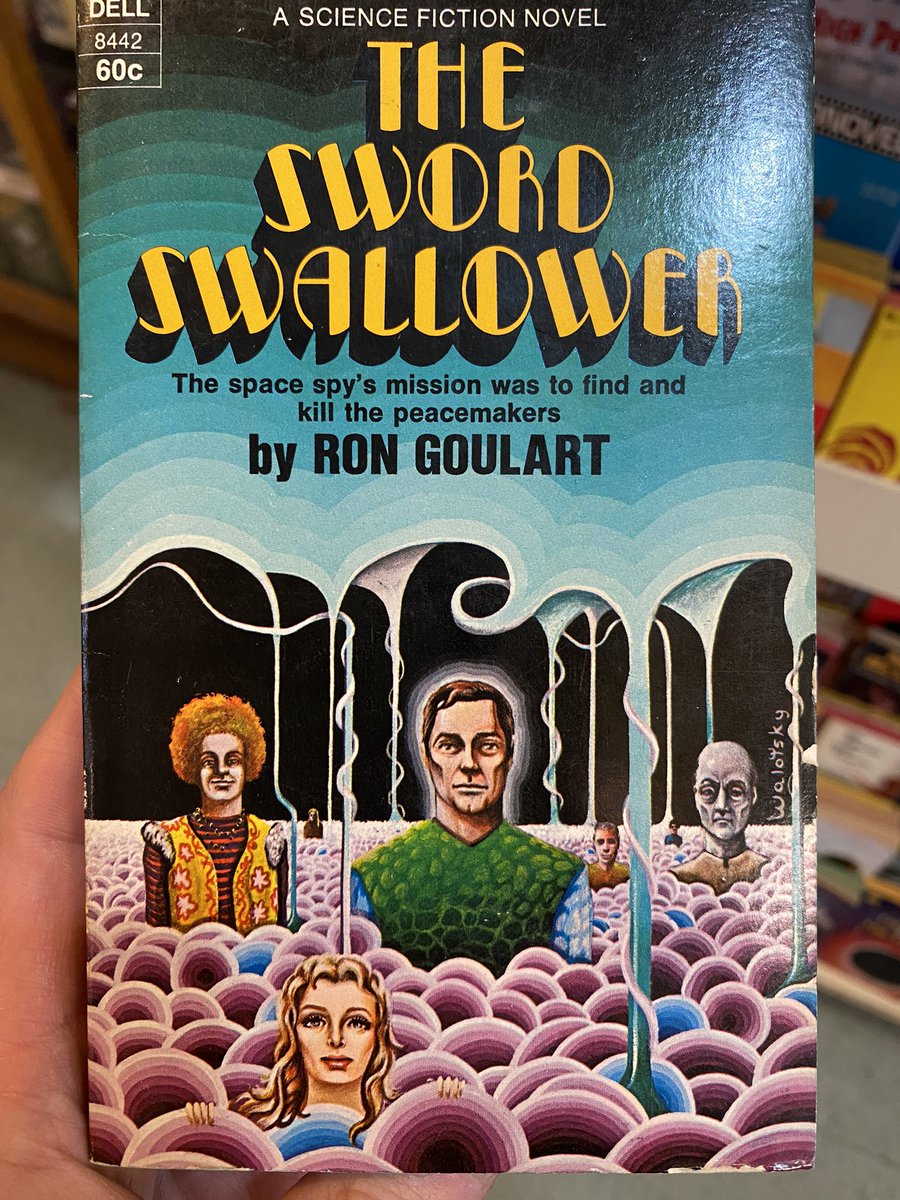 DELL
8442
60c
A SCIENCE FICTION NOVEL
THE
SWORD
SWALLOWER
The space spy's mission was to find and
kill the peacemakers
by RON GOULART
walotsky